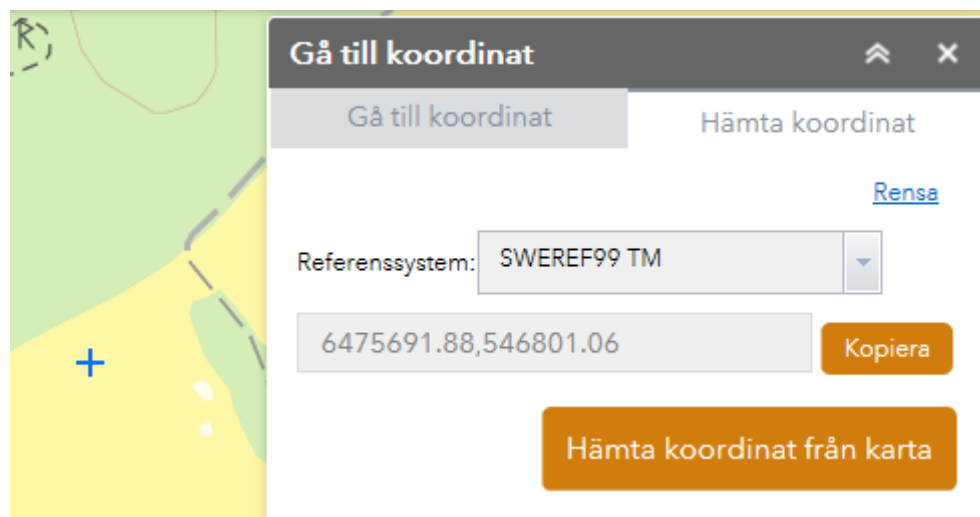 R
Gå till koordinat
Gå till koordinat
Hämta koordinat
Rensa
Referenssystem: SWEREF99 TM
6475691.88,546801.06
Kopiera
Hämta koordinat från karta